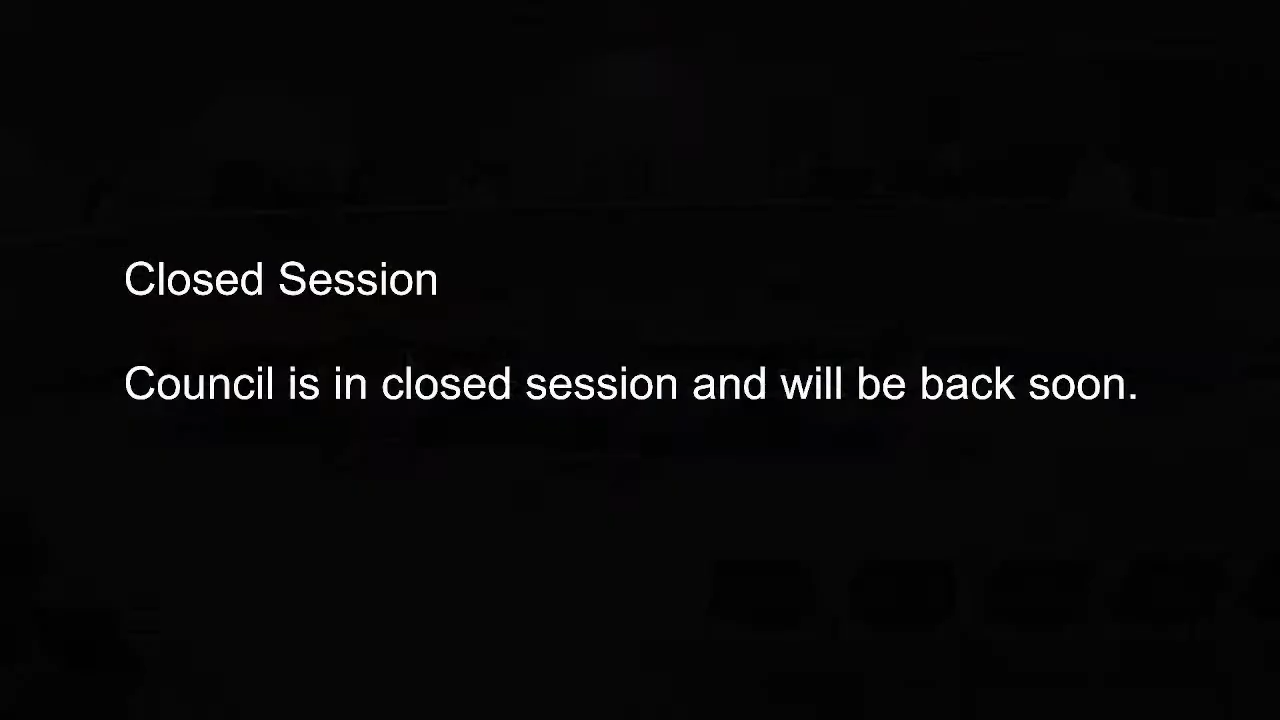 Closed Session
Council is in closed session and will be back soon.